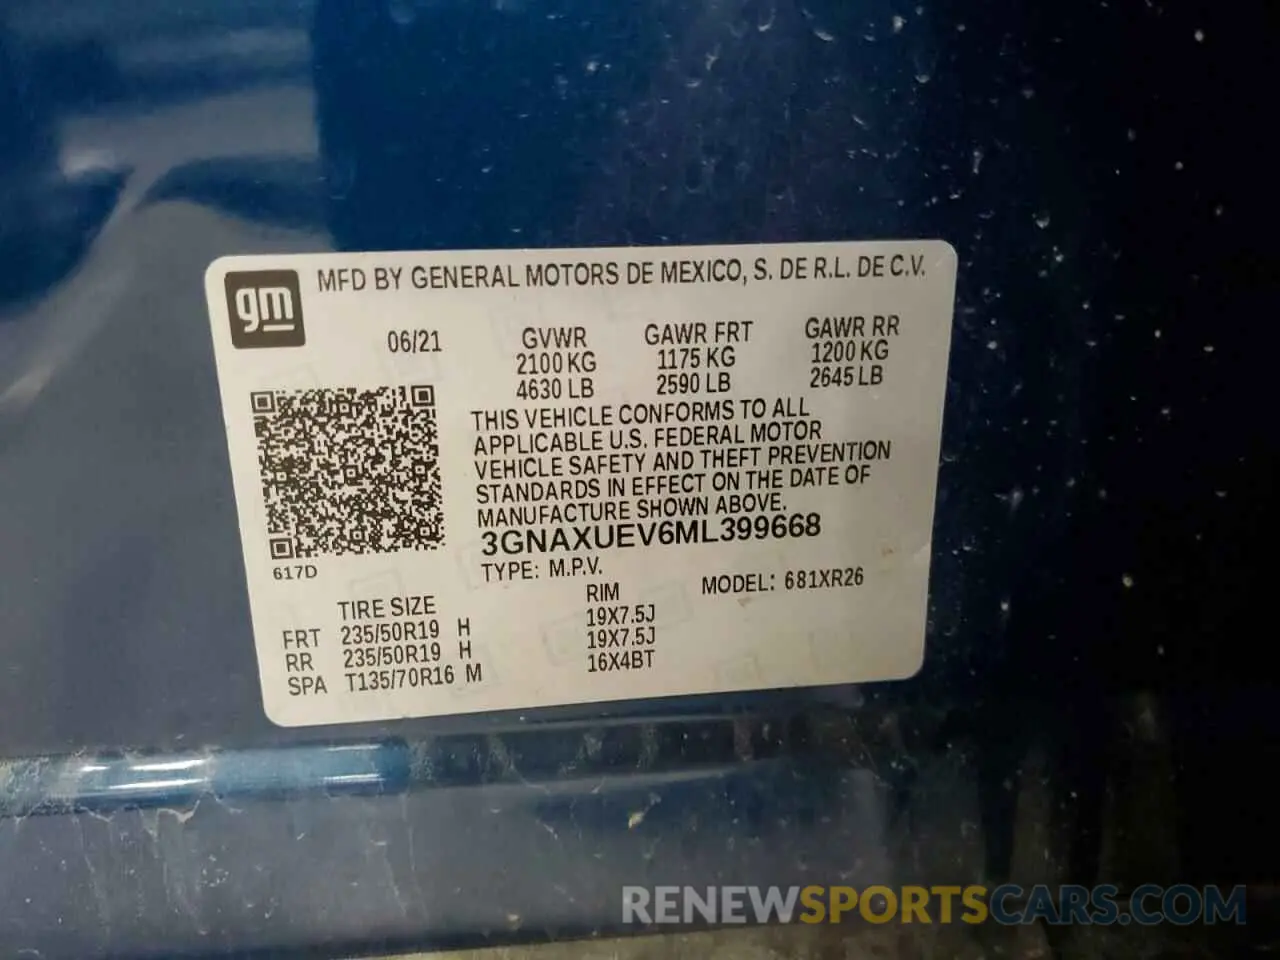 gm MFD BY GENERAL MOTORS DE MEXICO, S. DE R.L. DE C.V.
06/21 GVWR GAWR FRT GAWR RR
2100 KG 1175 KG 1200 KG
4630 LB 2590 LB 2645 LB
THIS VEHICLE CONFORMS TO ALL
APPLICABLE U.S. FEDERAL MOTOR
VEHICLE SAFETY AND THEFT PREVENTION
STANDARDS IN EFFECT ON THE DATE OF
MANUFACTURE SHOWN ABOVE.
3GNAXUEV6ML399668
617D
TYPE: M.P.V.
MODEL: 681XR26
TIRE SIZE RIM
FRT 235/50R19 H 19X7.5J
RR 235/50R19 H 19X7.5J
SPA T135/70R16 M 16X4BT
RENEWSPORTSCARS.COM